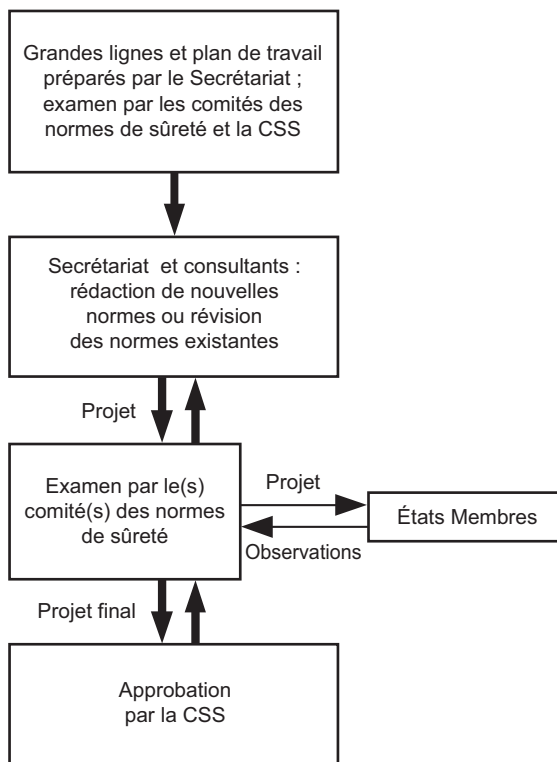 Grandes lignes et plan de travail
préparés par le Secrétariat ;
examen par les comités des
normes de sûreté et la CSS
Secrétariat et consultants :
rédaction de nouvelles
normes ou révision
des normes existantes
Projet
Examen par le(s)
comité(s) des normes
de sûreté
Projet
États Membres
Observations
Projet final
Approbation
par la CSS